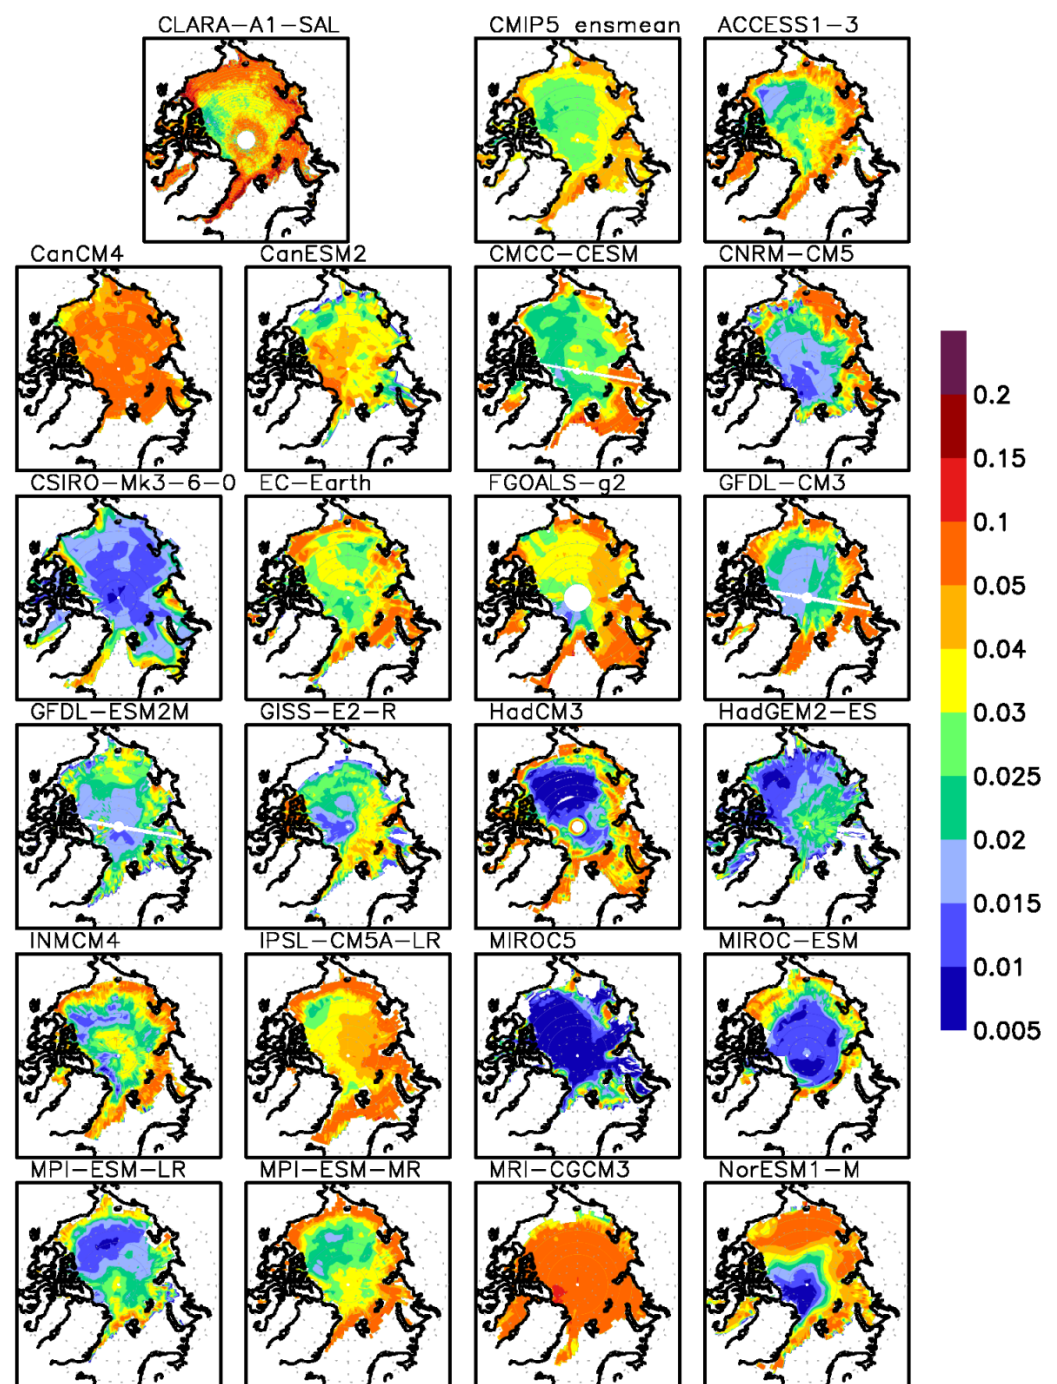 CLARA-A1-SAL
CMIP5 ensmean
ACCESS1-3
CanCM4
CanESM2
CMCC-CESM
CNRM-CM5
CSIRO-Mk3-6-0
EC-Earth
FGOALS-g2
GFDL-CM3
GFDL-ESM2M
GISS-E2-R
HadCM3
HadGEM2-ES
INMCM4
IPSL-CM5A-LR
MIROC5
MIROC-ESM
MPI-ESM-LR
MPI-ESM-MR
MRI-CGCM3
NorESM1-M
0.2
0.15
0.1
0.05
0.04
0.03
0.025
0.02
0.015
0.01
0.005